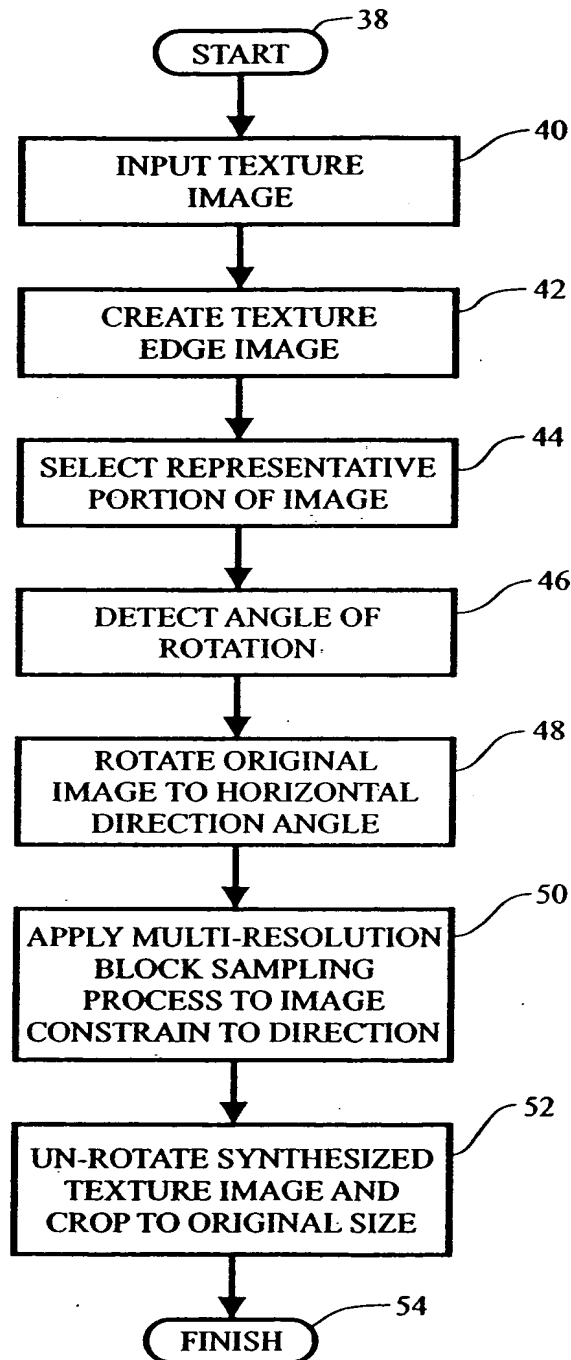 38
START
40
INPUT TEXTURE
IMAGE
42
CREATE TEXTURE
EDGE IMAGE
44
SELECT REPRESENTATIVE
PORTION OF IMAGE
46
DETECT ANGLE OF
ROTATION
48
ROTATE ORIGINAL
IMAGE TO HORIZONTAL
DIRECTION ANGLE
50
APPLY MULTI-RESOLUTION
BLOCK SAMPLING
PROCESS TO IMAGE
CONSTRAIN TO DIRECTION
52
UN-ROTATE SYNTHESIZED
TEXTURE IMAGE AND
CROP TO ORIGINAL SIZE
54
FINISH